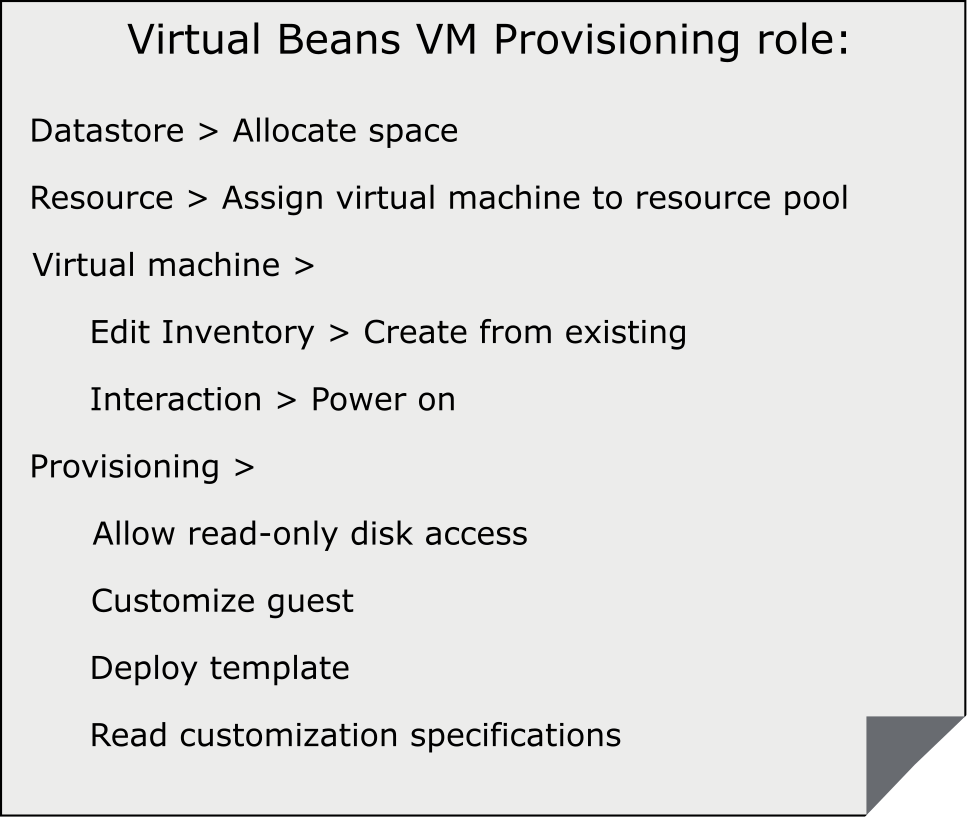 Virtual Beans VM Provisioning role:
Datastore > Allocate space
Resource > Assign virtual machine to resource pool
Virtual machine >
Edit Inventory > Create from existing
Interaction > Power on
Provisioning >
Allow read-only disk access
Customize guest
Deploy template
Read customization specifications